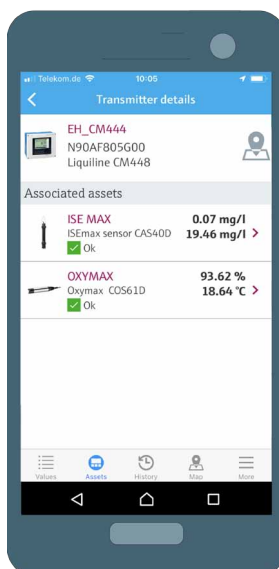 Telekom.de 10:05
Transmitter details
EH_CM444
N90AF805G00
Liquiline CM448
Associated assets
ISE MAX 0.07 mg/l
ISEmax sensor CAS40D 19.46 mg/l >
Ok
OXYMAX 93.62 %
Oxymax COS61D 18.64 °C >
Ok
Values Assets History Map More